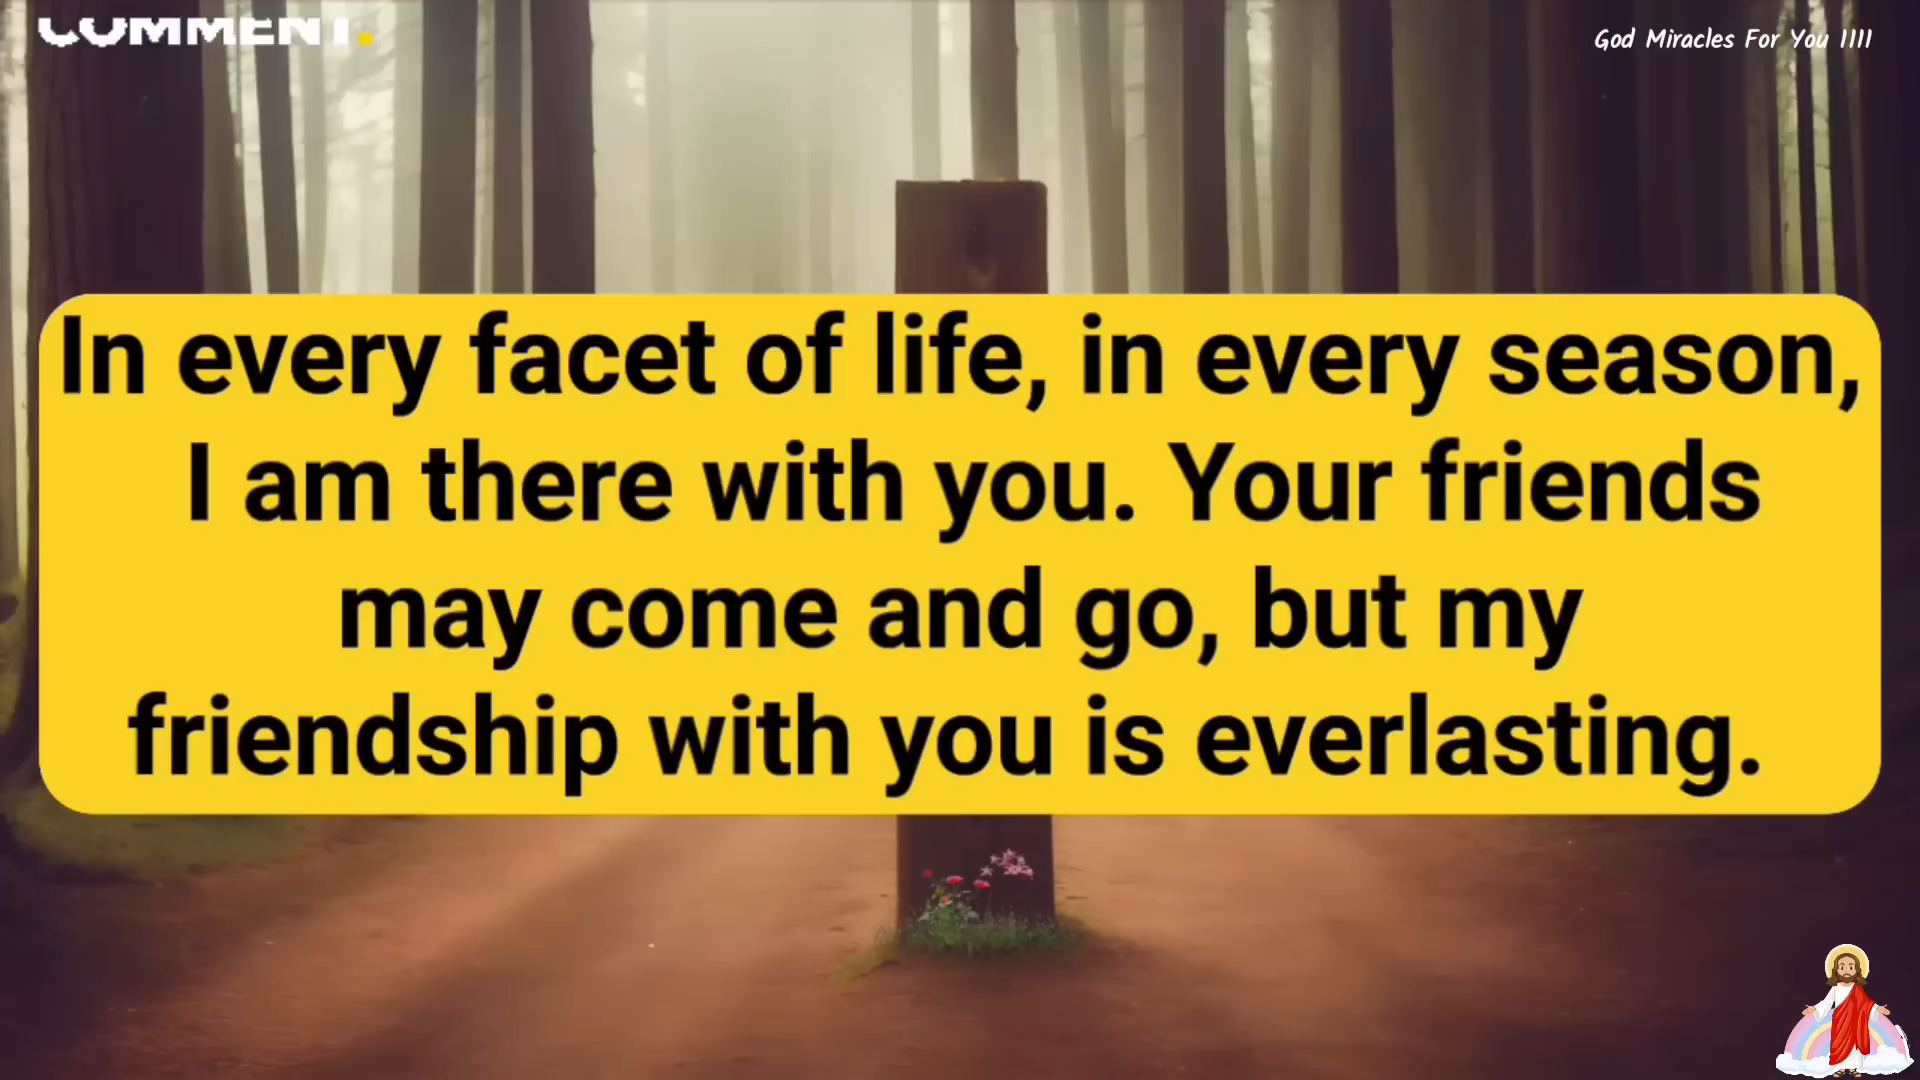 COMMENT.
God Miracles For You 1111
In every facet of life, in every season,
I am there with you. Your friends
may come and go, but my
friendship with you is everlasting.